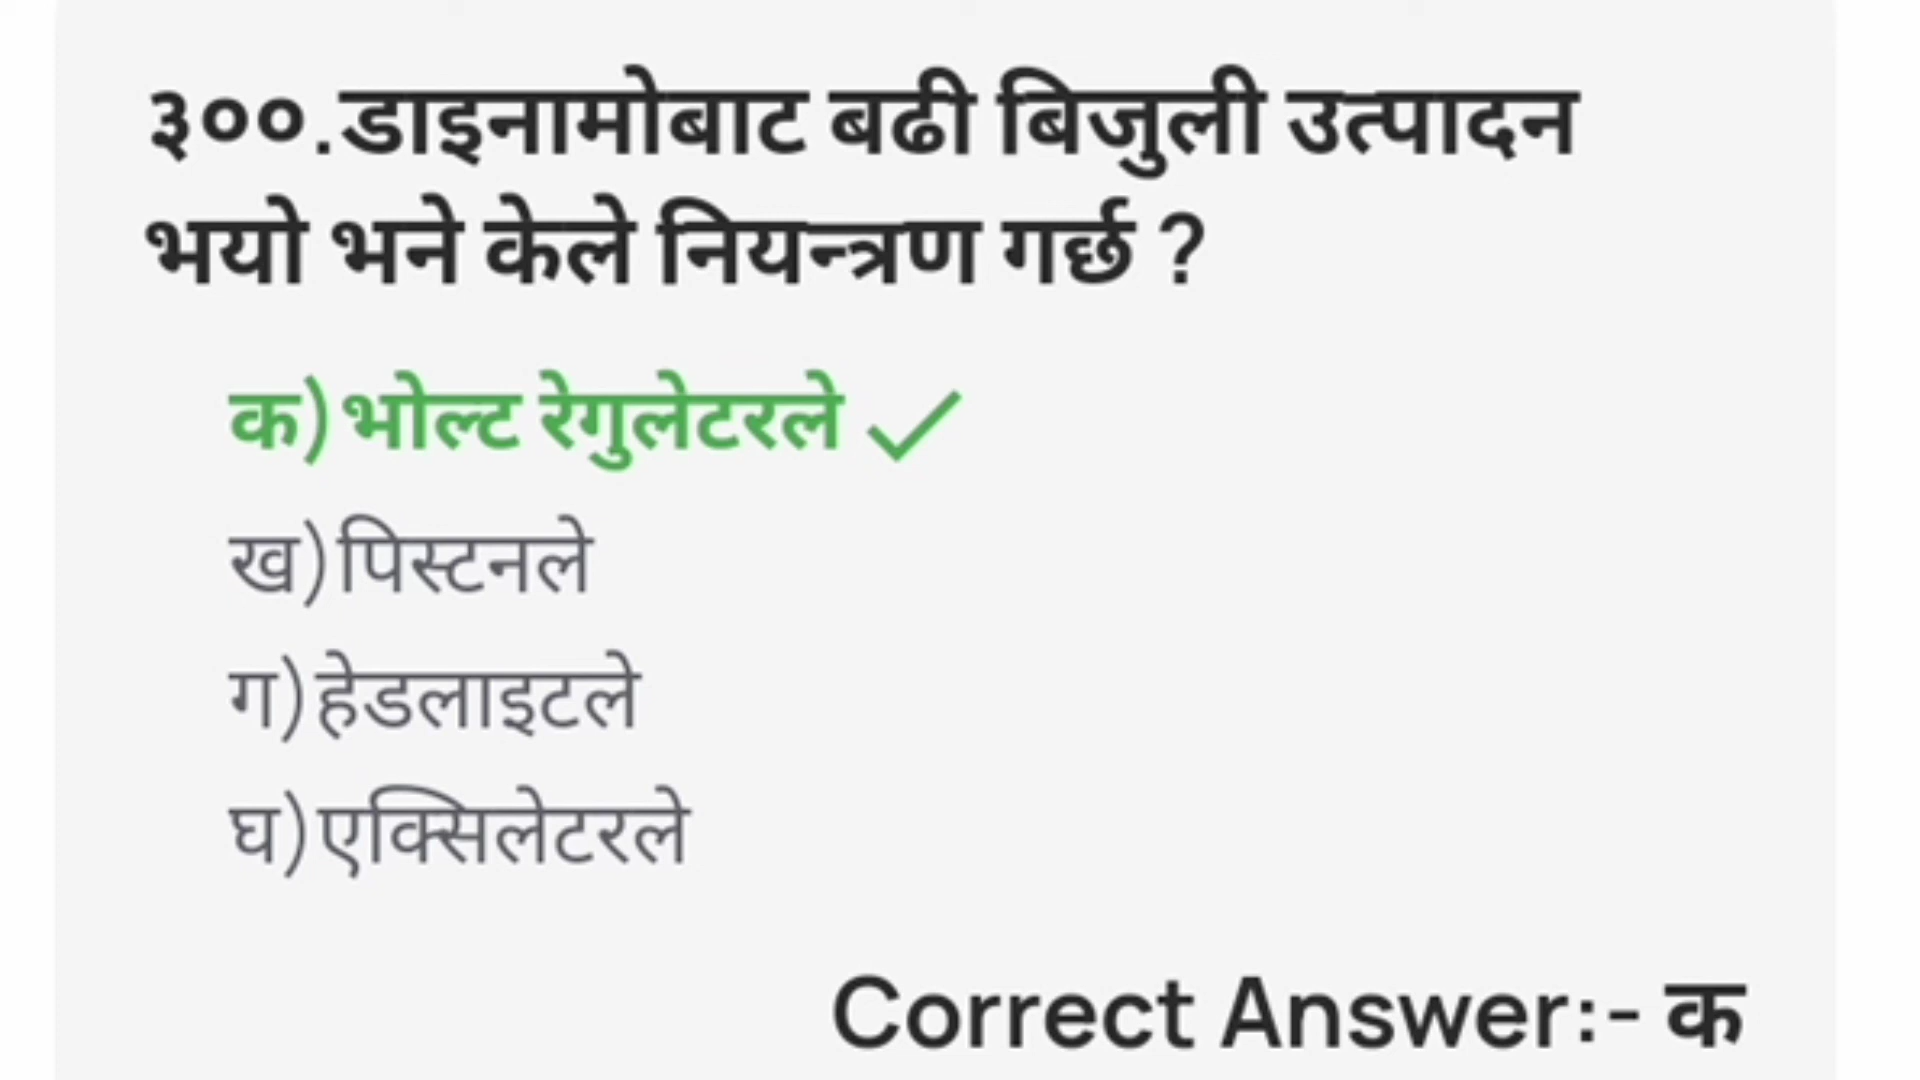 ३००.डाइनामोबाट बढी बिजुली उत्पादन
भयो भने केले नियन्त्रण गर्छ ?
क)भोल्ट रेगुलेटरले ✓
ख)पिस्टनले
ग)हेडलाइटले
घ)एक्सिलेटरले
Correct Answer:- क